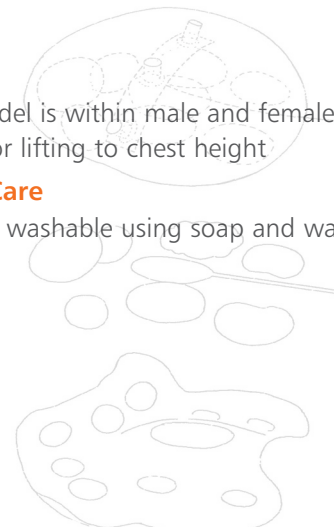 del is within male and female
or lifting to chest height
Care
washable using soap and wa